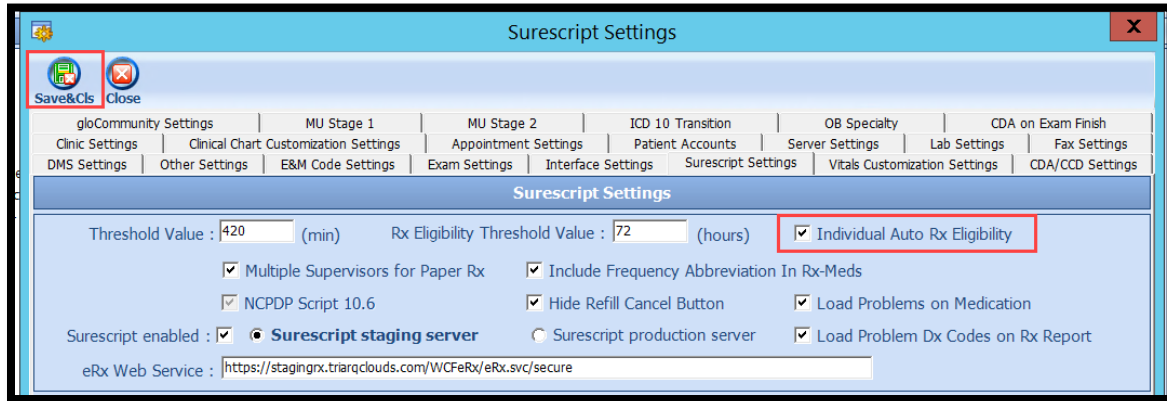 Surescript Settings
X
Save&Cls Close
gloCommunity Settings MU Stage 1 MU Stage 2 ICD 10 Transition OB Specialty CDA on Exam Finish
Clinic Settings Clinical Chart Customization Settings Appointment Settings Patient Accounts Server Settings Lab Settings Fax Settings
DMS Settings Other Settings E&M Code Settings Exam Settings Interface Settings Surescript Settings Vitals Customization Settings CDA/CCD Settings
Surescript Settings
Threshold Value : 420 (min) Rx Eligibility Threshold Value : 72 (hours) Individual Auto Rx Eligibility
Multiple Supervisors for Paper Rx Include Frequency Abbreviation In Rx-Meds
NCPDP Script 10.6 Hide Refill Cancel Button Load Problems on Medication
Surescript enabled : Surescript staging server Surescript production server Load Problem Dx Codes on Rx Report
eRx Web Service : https://stagingrx.triarqclouds.com/WCFeRx/eRx.svc/secure